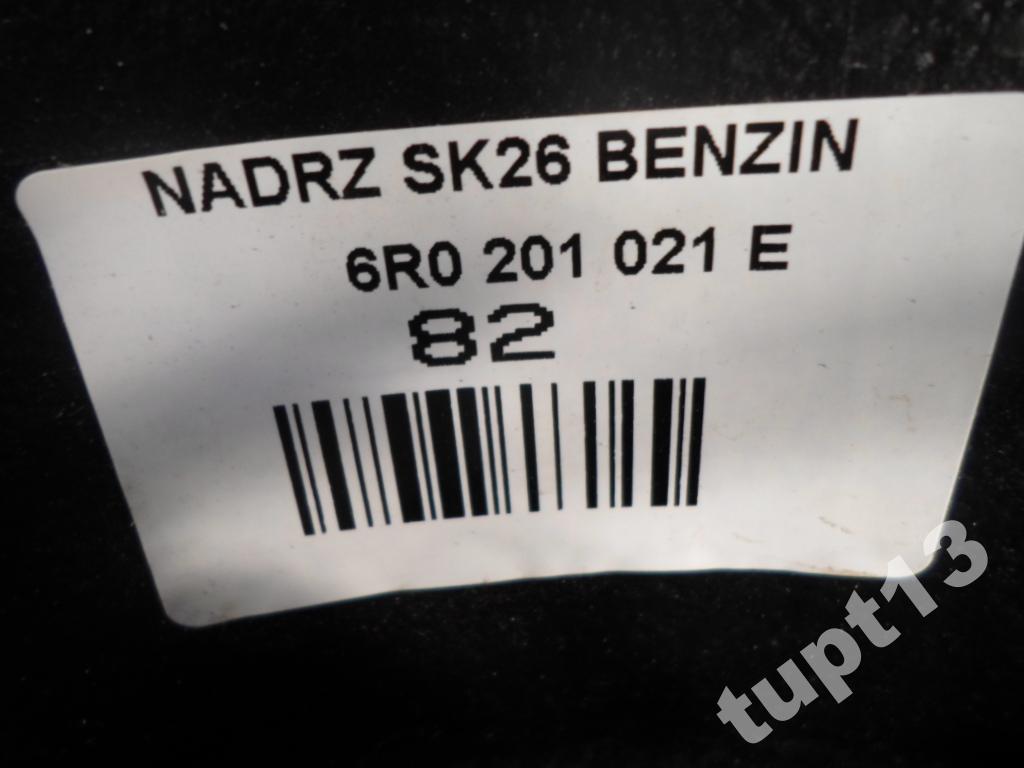 NADRZ SK26 BENZIN
6R0 201 021 E
82
tupt13